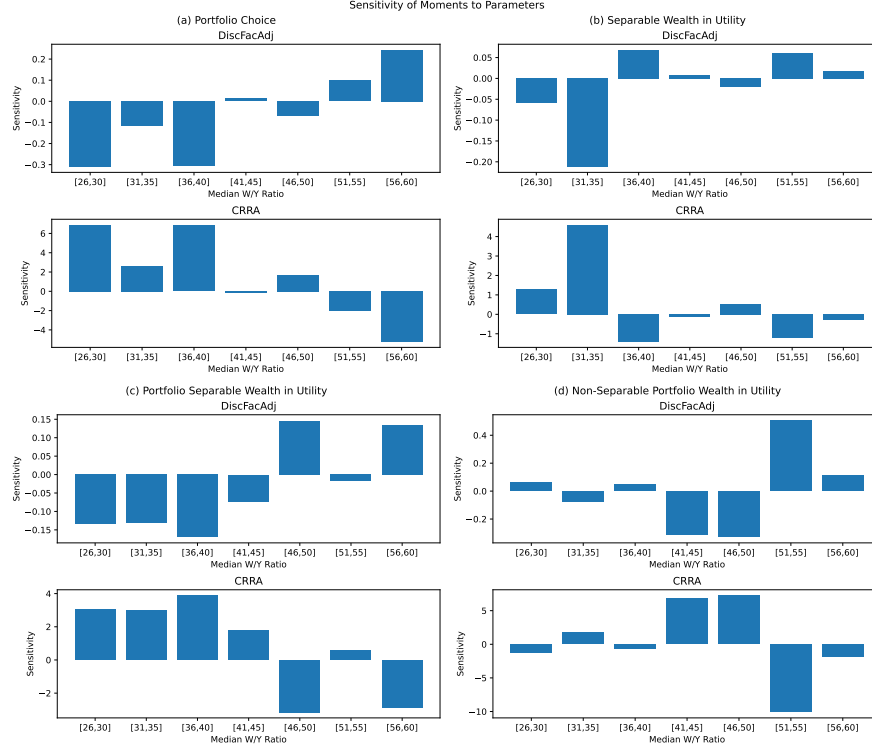 Sensitivity of Moments to Parameters
(a) Portfolio Choice
DiscFacAdj
Sensitivity
0.2
0.1
0.0
−0.1
−0.2
−0.3
[26,30] [31,35] [36,40] [41,45] [46,50] [51,55] [56,60]
Median W/Y Ratio
CRRA
Sensitivity
6
4
2
0
−2
−4
[26,30] [31,35] [36,40] [41,45] [46,50] [51,55] [56,60]
Median W/Y Ratio
(b) Separable Wealth in Utility
DiscFacAdj
Sensitivity
0.05
0.00
−0.05
−0.10
−0.15
−0.20
[26,30] [31,35] [36,40] [41,45] [46,50] [51,55] [56,60]
Median W/Y Ratio
CRRA
Sensitivity
4
3
2
1
0
−1
[26,30] [31,35] [36,40] [41,45] [46,50] [51,55] [56,60]
Median W/Y Ratio
(c) Portfolio Separable Wealth in Utility
DiscFacAdj
Sensitivity
0.15
0.10
0.05
0.00
−0.05
−0.10
−0.15
[26,30] [31,35] [36,40] [41,45] [46,50] [51,55] [56,60]
Median W/Y Ratio
CRRA
Sensitivity
4
2
0
−2
[26,30] [31,35] [36,40] [41,45] [46,50] [51,55] [56,60]
Median W/Y Ratio
(d) Non-Separable Portfolio Wealth in Utility
DiscFacAdj
Sensitivity
0.4
0.2
0.0
−0.2
[26,30] [31,35] [36,40] [41,45] [46,50] [51,55] [56,60]
Median W/Y Ratio
CRRA
Sensitivity
5
0
−5
−10
[26,30] [31,35] [36,40] [41,45] [46,50] [51,55] [56,60]
Median W/Y Ratio